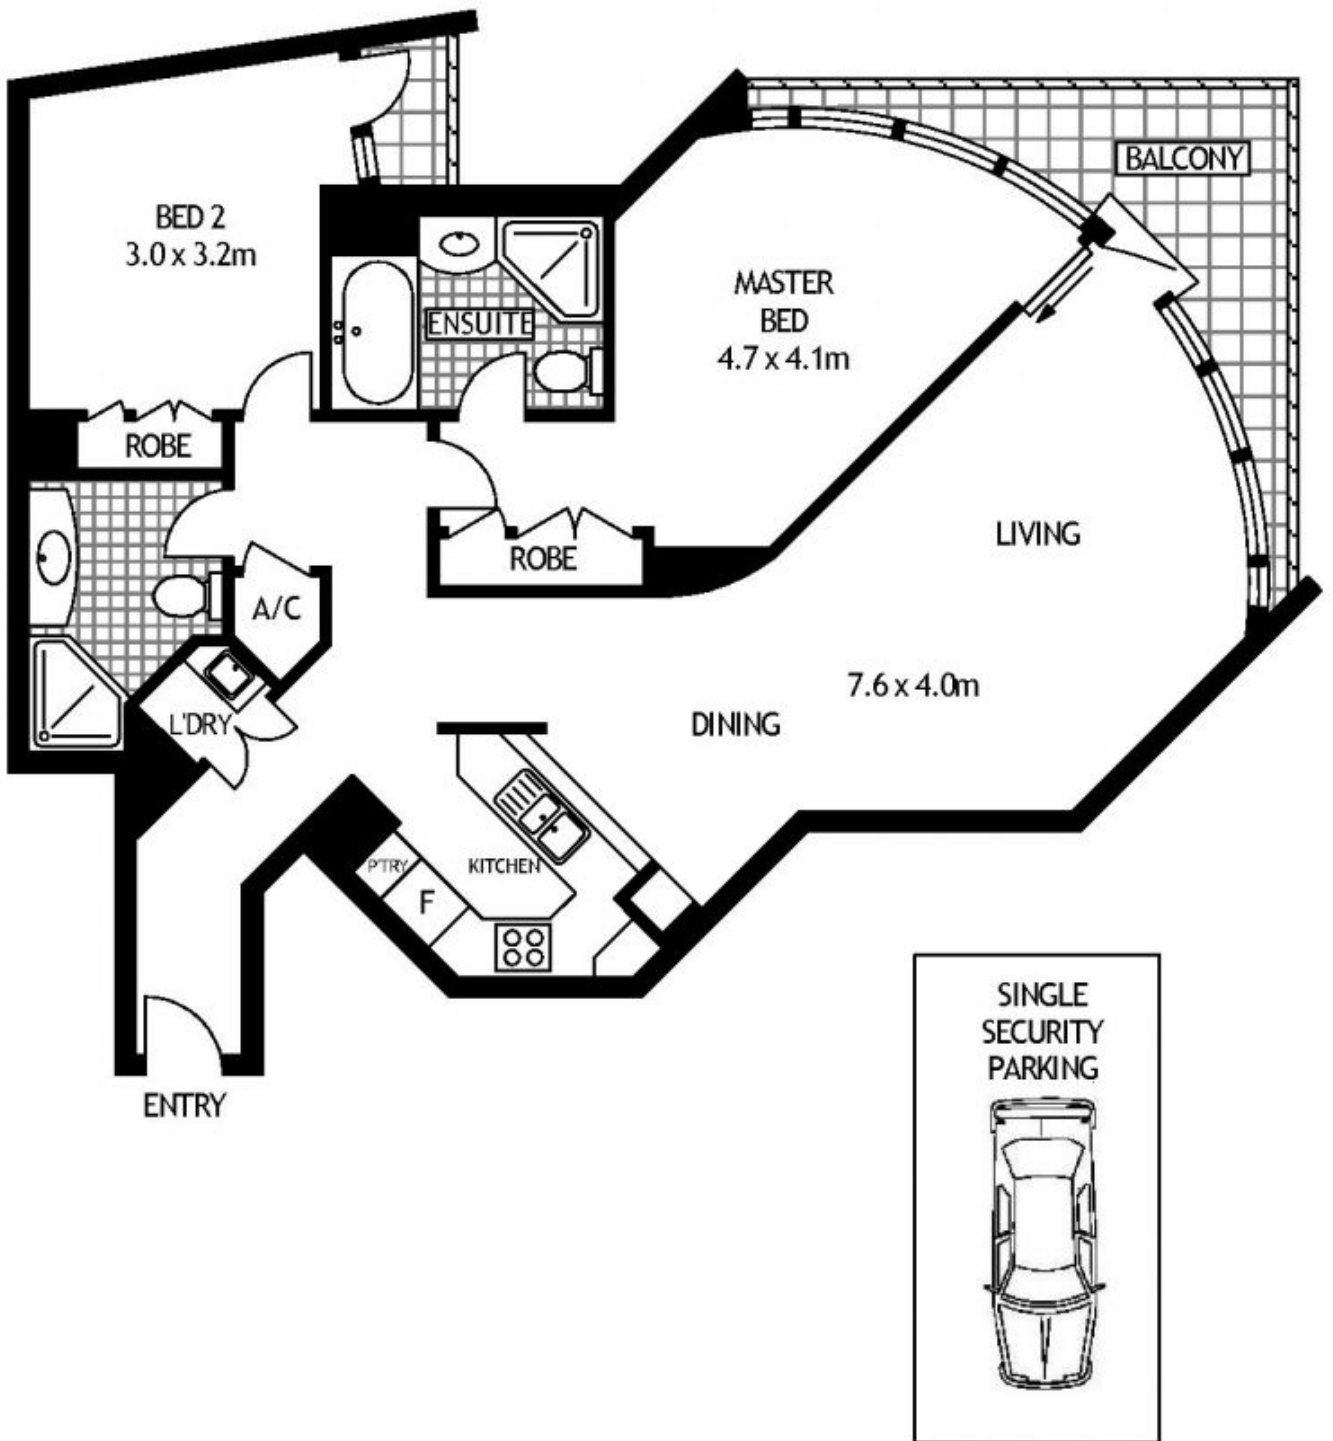 BALCONY
BED 2
3.0 x 3.2m
MASTER
BED
4.7 x 4.1m
ENSUITE
ROBE
LIVING
ROBE
A/C
7.6 x 4.0m
DINING
L'DRY
P'TRY
KITCHEN
F
SINGLE
SECURITY
PARKING
ENTRY